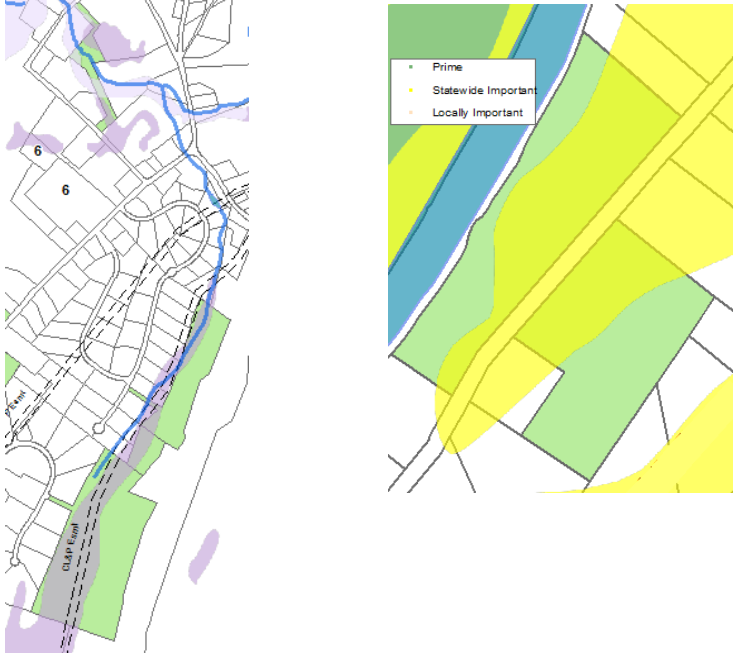 6
6
P Esmt
CL&P Esmt
Prime
Statewide Important
Locally Important